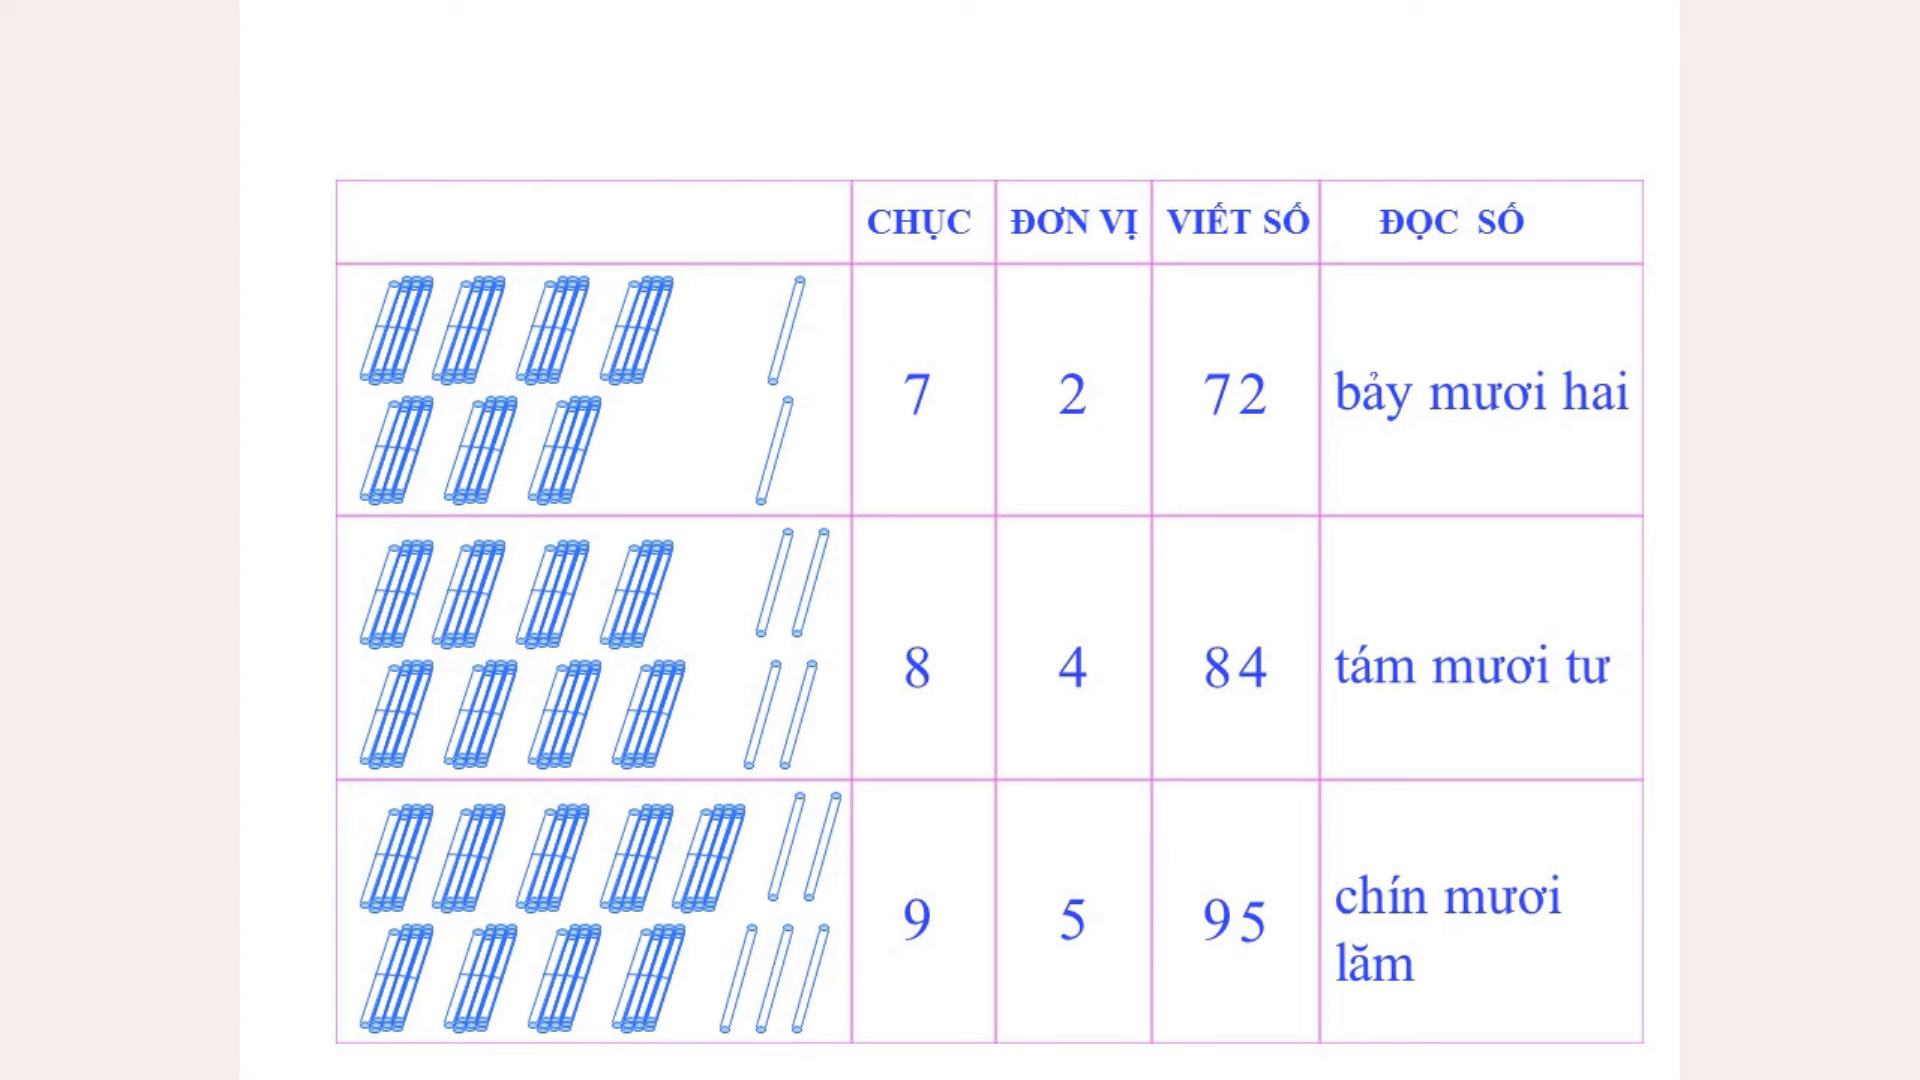 CHỤC ĐƠN VỊ VIẾT SỐ ĐỌC SỐ
7 2 72 bảy mươi hai
8 4 84 tám mươi tư
9 5 95 chín mươi
lăm